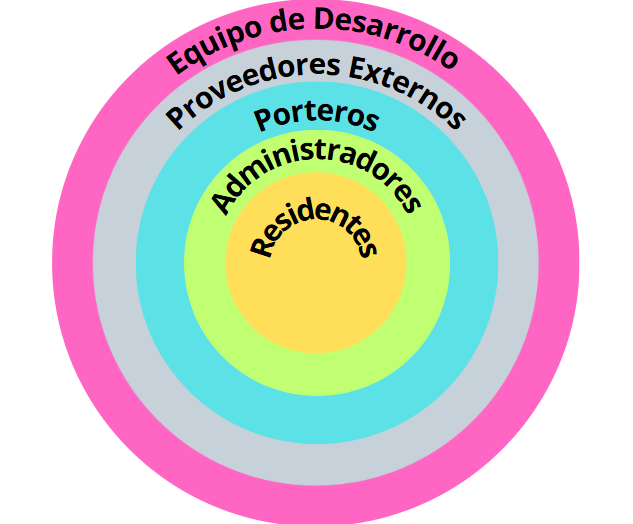 Equipo de Desarrollo
Proveedores Externos
Porteros
Administradores
Residentes